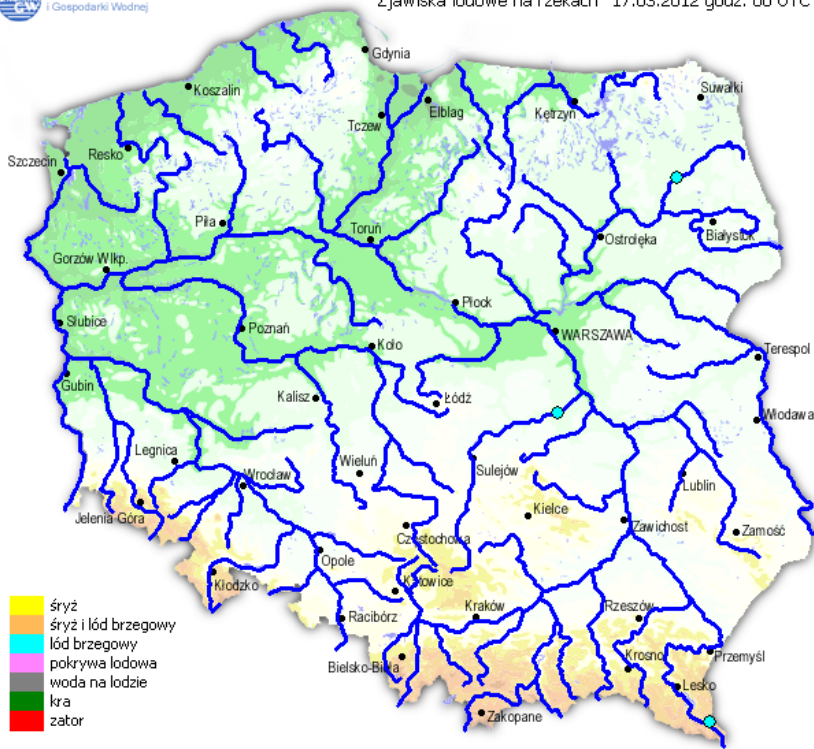 i Gospodarki Wodnej
Zjawiska lodowe na rzekach 17.03.2012 godz. 06 UTC
Gdynia
Koszalin
Suwałki
Elbląg
Kętrzyn
Tczew
Resko
Szczecin
Piła
Toruń
Ostrołęka
Białystok
Gorzów Wlkp.
Płock
Słubice
Poznań
WARSZAWA
Koło
Terespol
Gubin
Kalisz
Łódź
Włodawa
Legnica
Wrocław
Wieluń
Sulejów
Lublin
Jelenia Góra
Kielce
Zawichost
Zamość
Częstochowa
Opole
Kłodzko
Katowice
śryż
śryż i lód brzegowy
lód brzegowy
pokrywa lodowa
woda na lodzie
kra
zator
Racibórz
Kraków
Rzeszów
Bielsko-Biała
Krosno
Przemyśl
Lesko
Zakopane